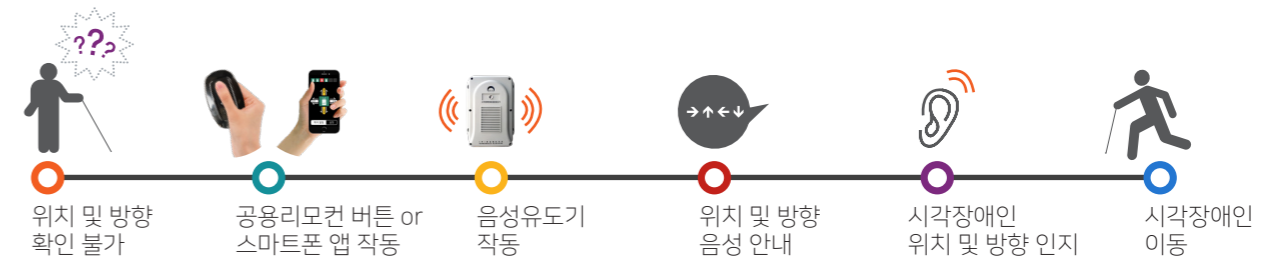 ???
위치 및 방향
확인 불가
공용리모컨 버튼 or
스마트폰 앱 작동
음성유도기
작동
→↑←↓
위치 및 방향
음성 안내
시각장애인
위치 및 방향 인지
시각장애인
이동